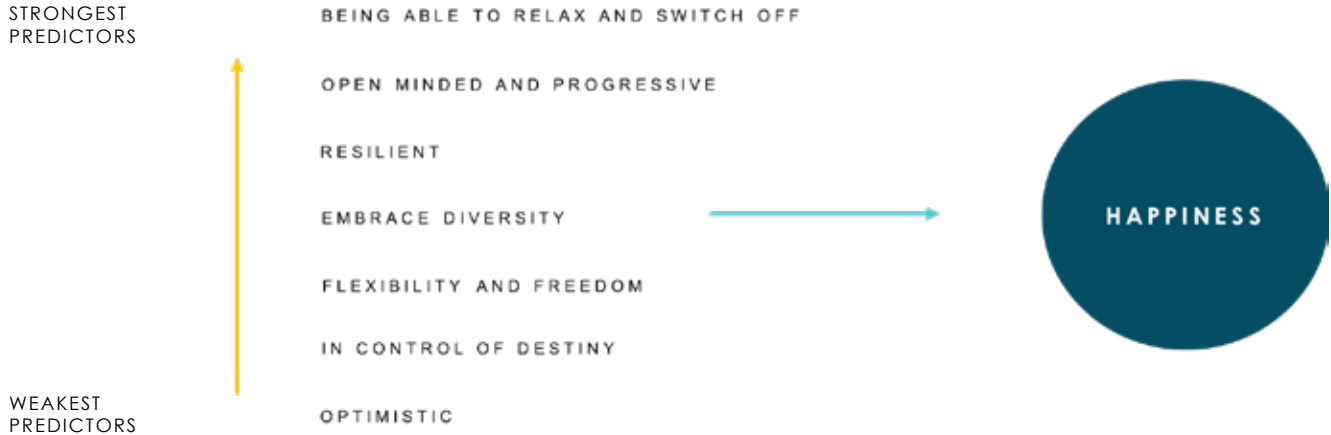 STRONGEST
PREDICTORS
BEING ABLE TO RELAX AND SWITCH OFF
OPEN MINDED AND PROGRESSIVE
RESILIENT
EMBRACE DIVERSITY
FLEXIBILITY AND FREEDOM
IN CONTROL OF DESTINY
WEAKEST
PREDICTORS
OPTIMISTIC
HAPPINESS